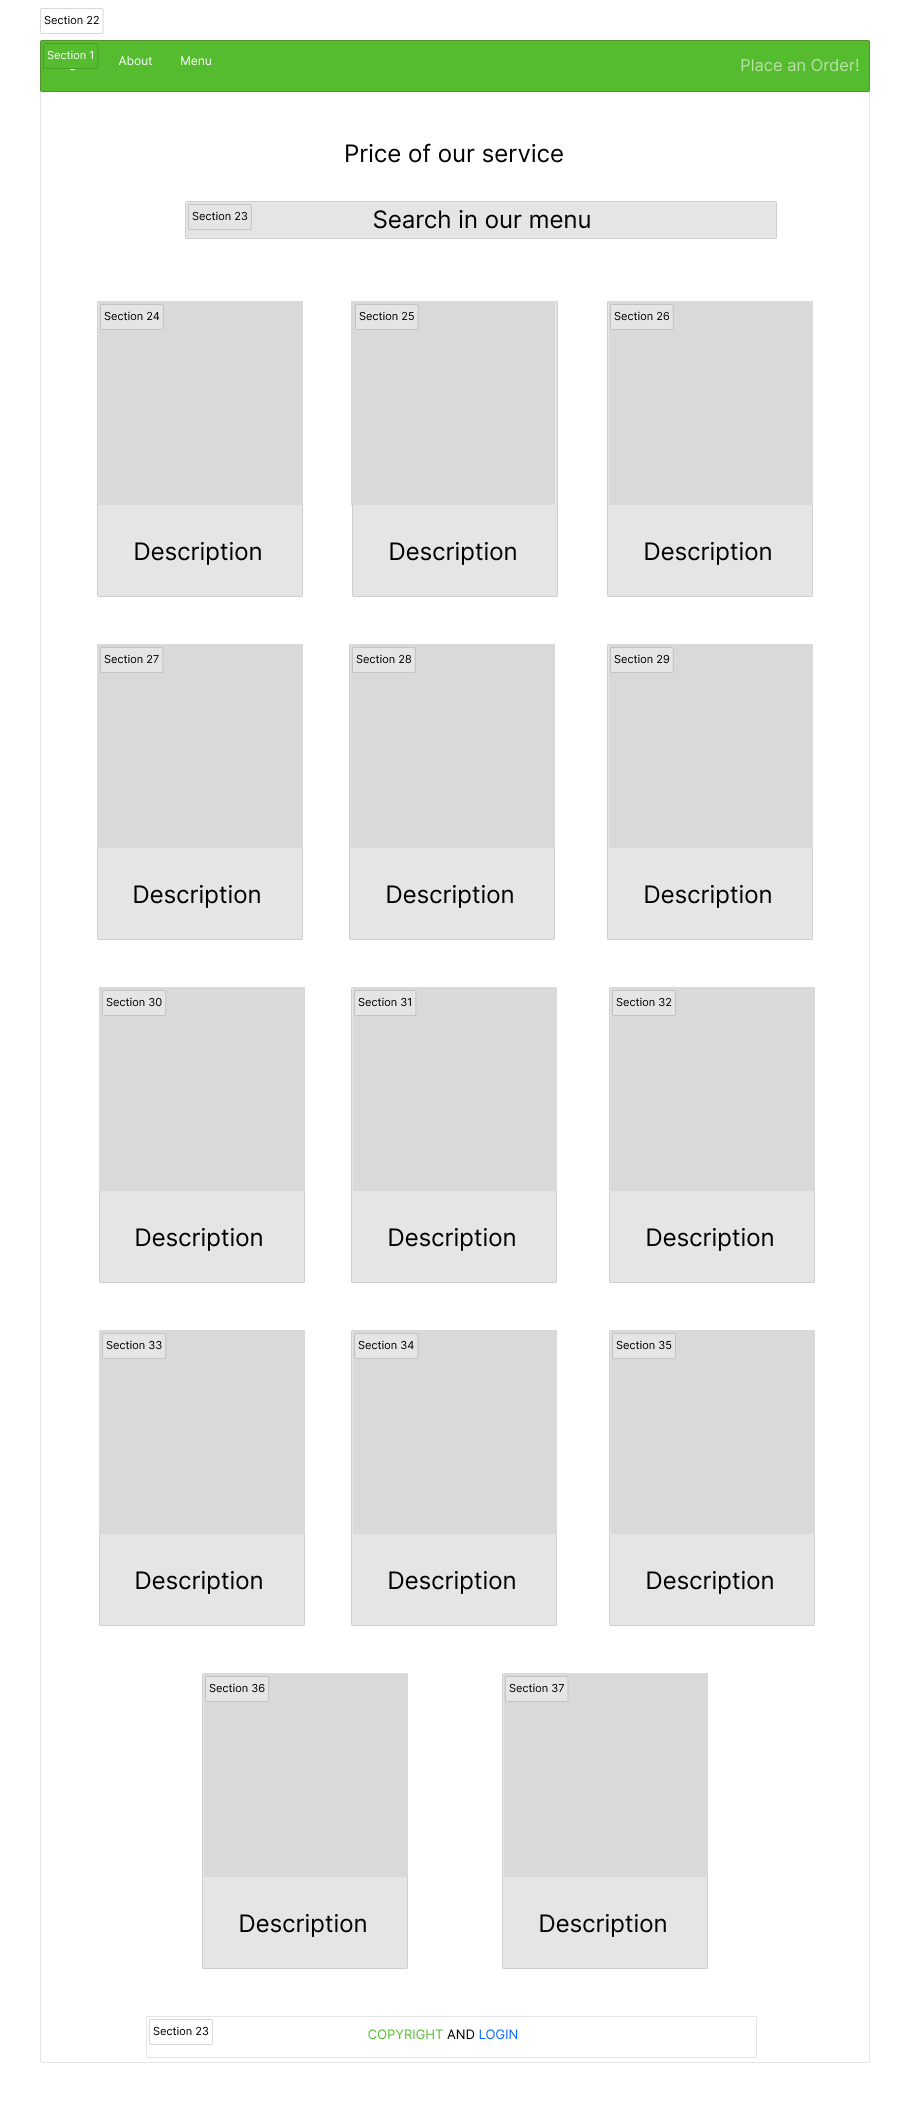 Section 22
Section 1
About
Menu
Place an Order!
Price of our service
Section 23
Search in our menu
Section 24
Section 25
Section 26
Description
Description
Description
Section 27
Section 28
Section 29
Description
Description
Description
Section 30
Section 31
Section 32
Description
Description
Description
Section 33
Section 34
Section 35
Description
Description
Description
Section 36
Section 37
Description
Description
Section 23
COPYRIGHT AND LOGIN